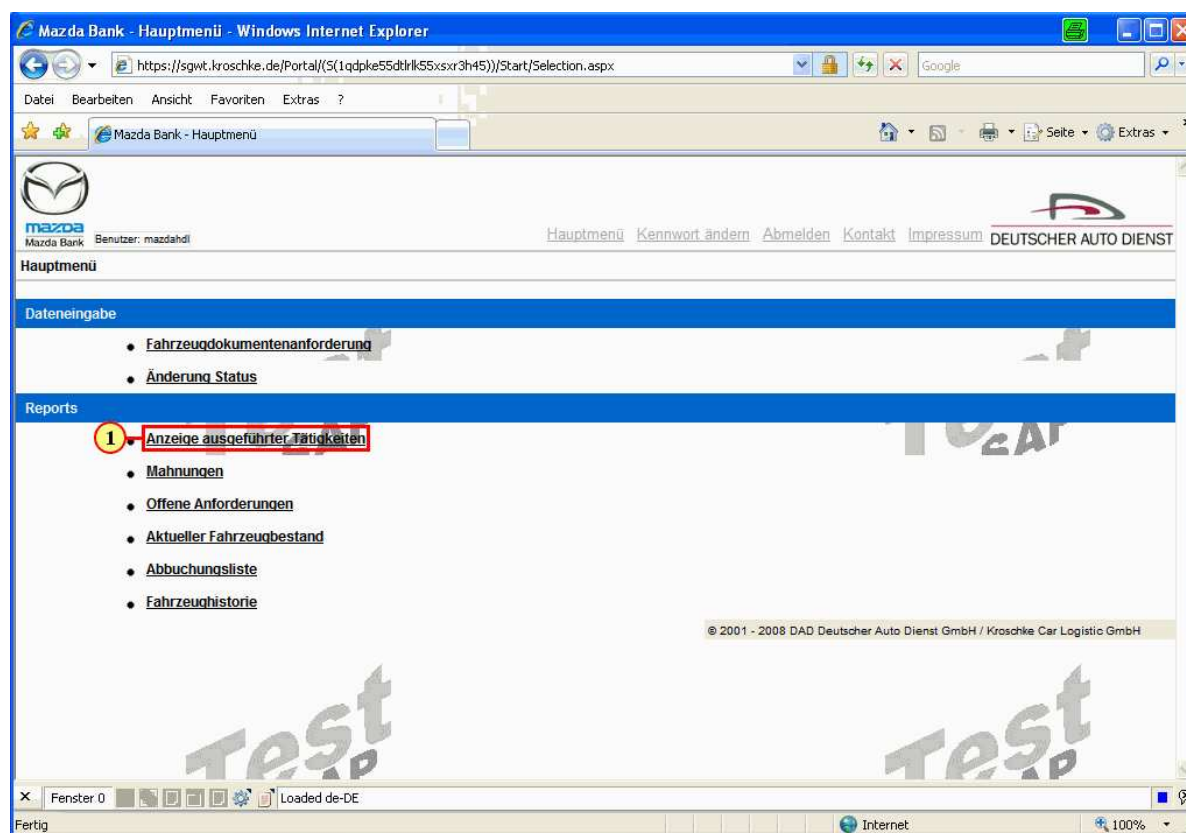 Mazda Bank - Hauptmenü - Windows Internet Explorer
https://sgwt.kroschke.de/Portal/(S(1qdpke55dtlrlk55xsxr3h45))/Start/Selection.aspx
Google
Datei Bearbeiten Ansicht Favoriten Extras ?
Mazda Bank - Hauptmenü
Seite Extras
mazda
Mazda Bank Benutzer: mazdahdl
Hauptmenü Kennwort ändern Abmelden Kontakt Impressum
DEUTSCHER AUTO DIENST
Hauptmenü
Dateneingabe
Fahrzeugdokumentenanforderung
Änderung Status
Reports
1 Anzeige ausgeführter Tätigkeiten
Mahnungen
Offene Anforderungen
Aktueller Fahrzeugbestand
Abbuchungsliste
Fahrzeughistorie
© 2001 - 2008 DAD Deutscher Auto Dienst GmbH / Kroschke Car Logistic GmbH
Test Test
Fenster 0 Loaded de-DE
Fertig Internet 100%